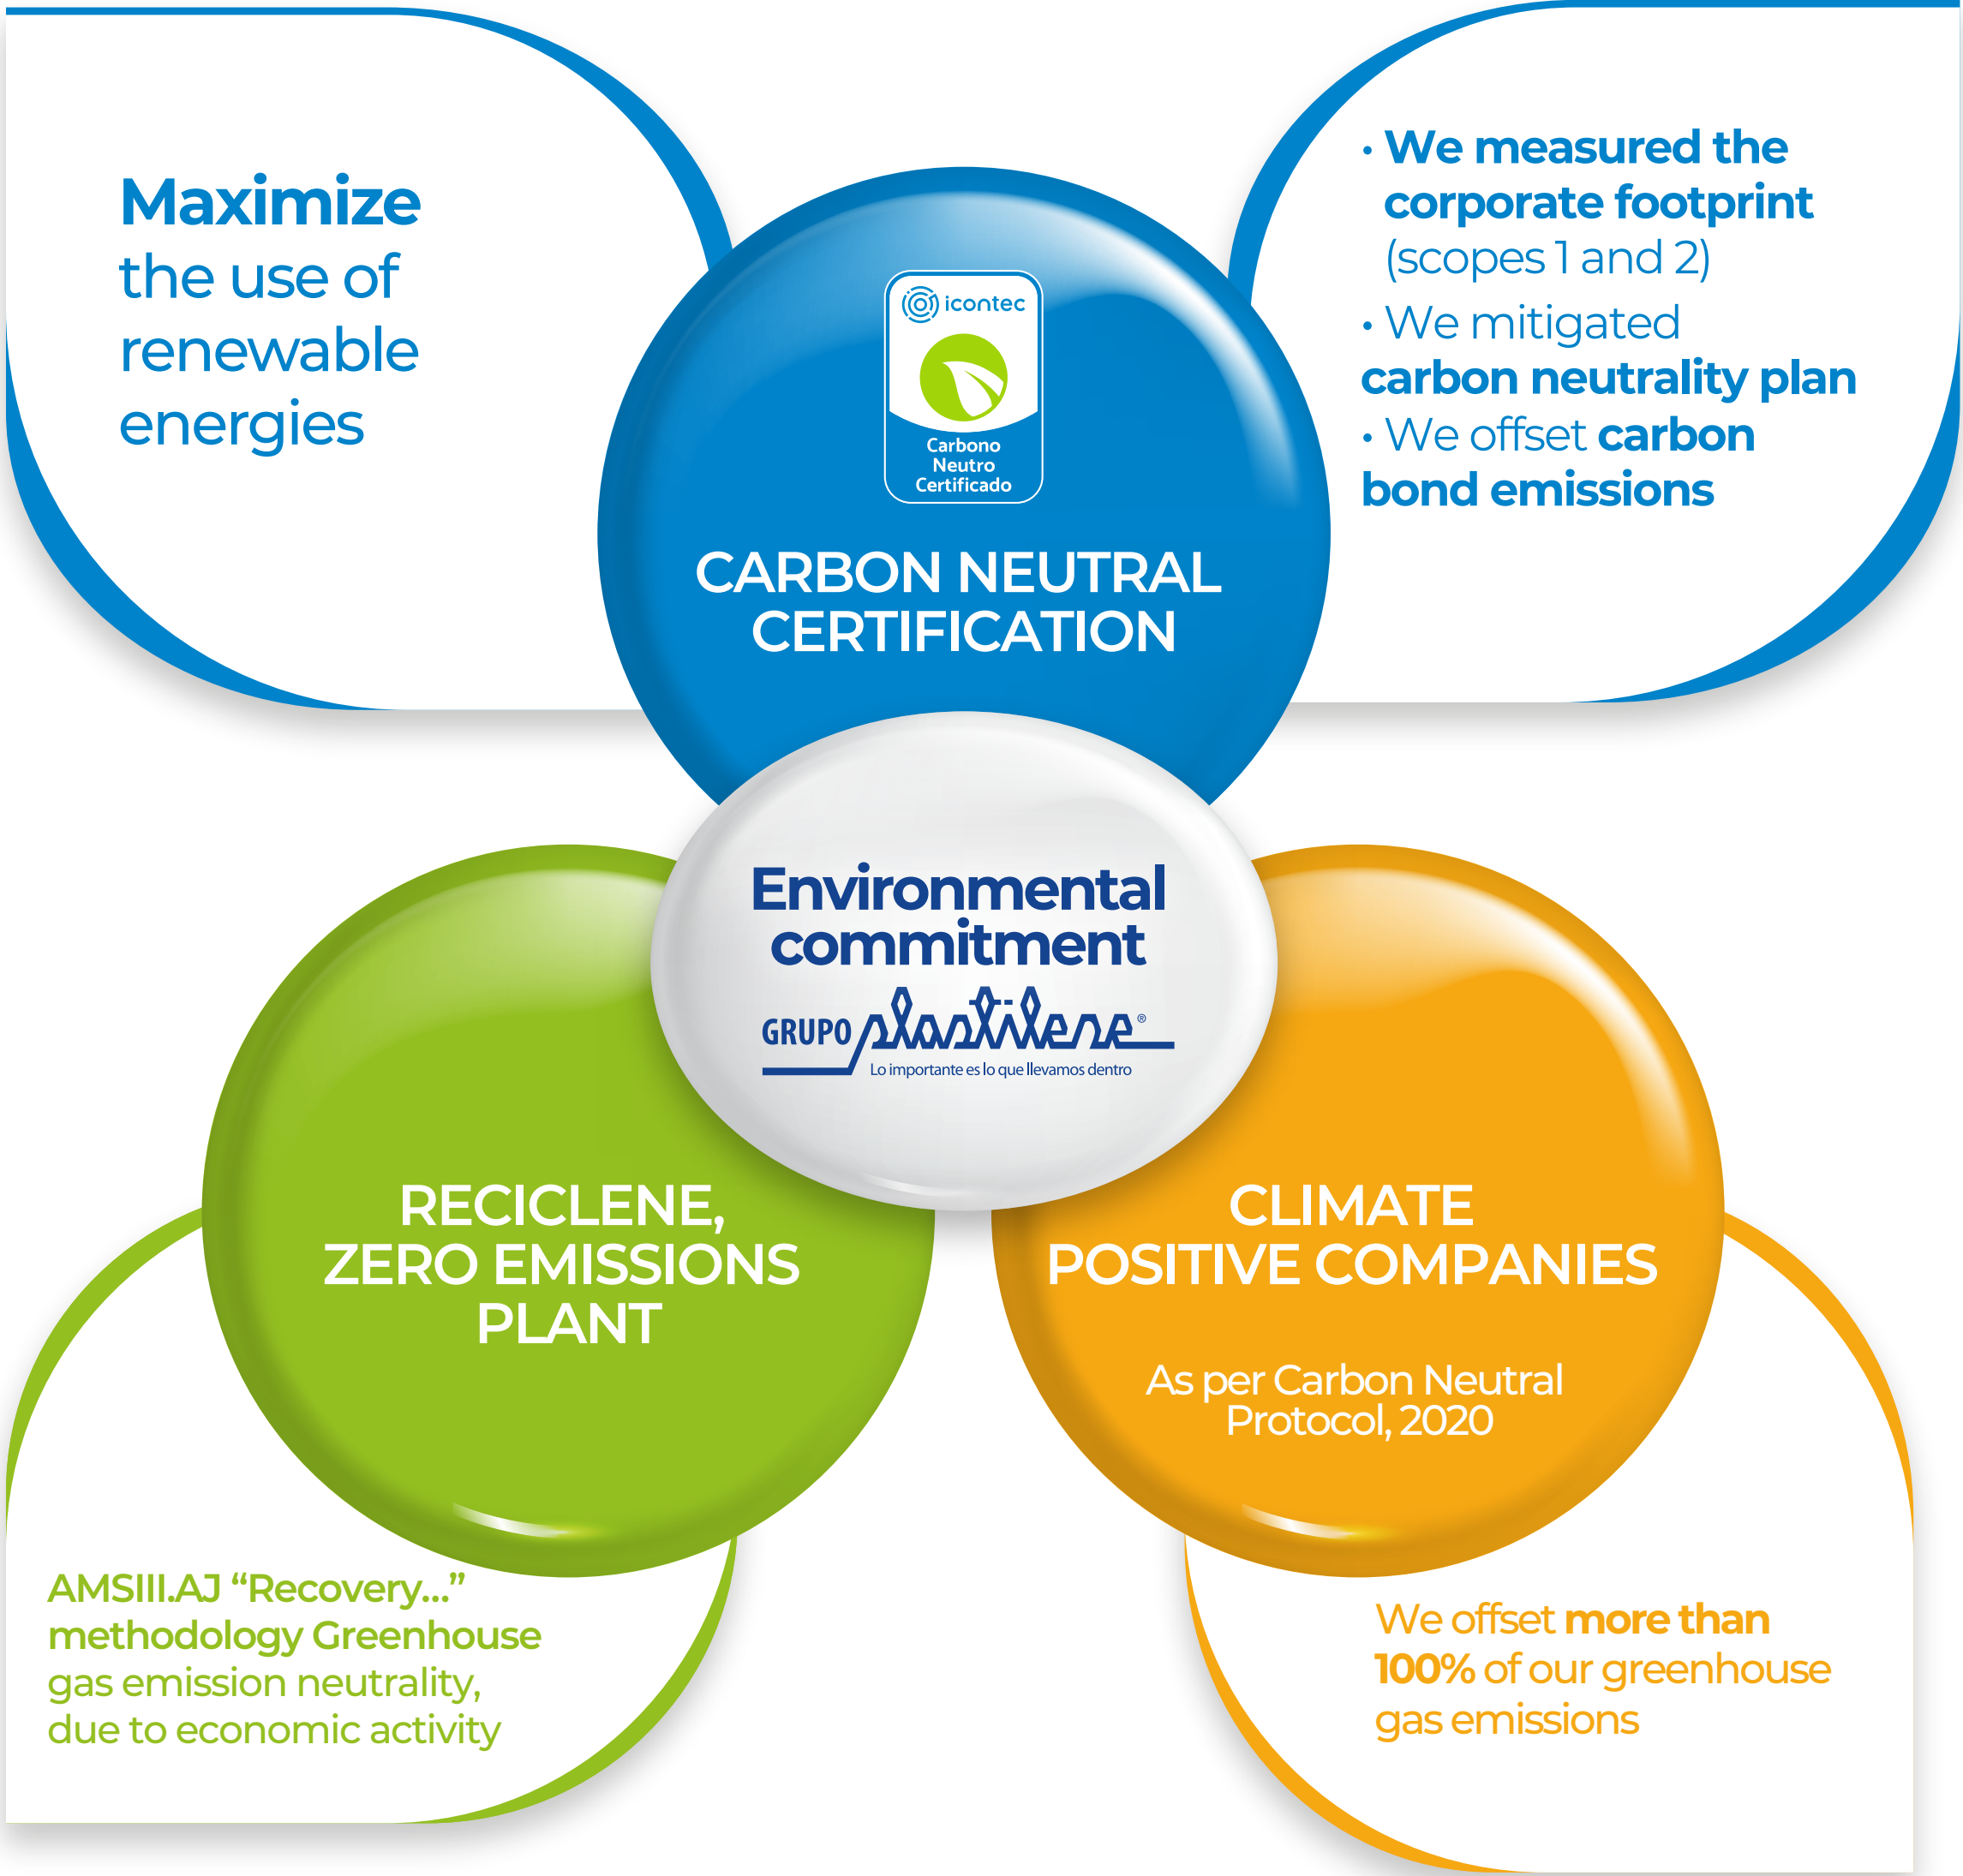 Maximize
the use of
renewable
energies
• We measured the
corporate footprint
(scopes 1 and 2)
• We mitigated
carbon neutrality plan
• We offset carbon
bond emissions
icontec
Carbono
Neutro
Certificado
CARBON NEUTRAL
CERTIFICATION
Environmental
commitment
GRUPO plastilene®
Lo importante es lo que llevamos dentro
RECICLENE,
ZERO EMISSIONS
PLANT
CLIMATE
POSITIVE COMPANIES
As per Carbon Neutral
Protocol, 2020
AMSIII.AJ “Recovery...”
methodology Greenhouse
gas emission neutrality,
due to economic activity
We offset more than
100% of our greenhouse
gas emissions